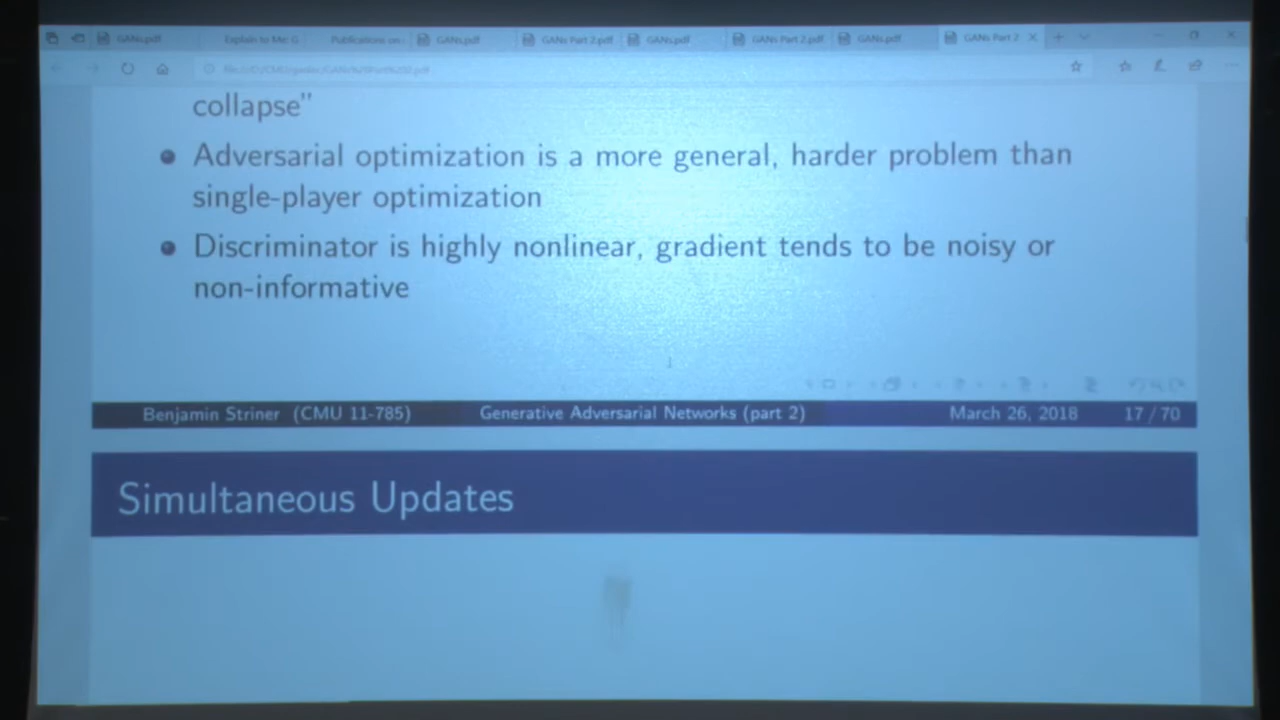 GANs.pdf Explain to Me: G Publications on GANs.pdf GANs Part 2.pdf GANs.pdf GANs Part 2.pdf GANs.pdf GANs Part 2
collapse"
Adversarial optimization is a more general, harder problem than
single-player optimization
Discriminator is highly nonlinear, gradient tends to be noisy or
non-informative
Benjamin Striner (CMU 11-785) Generative Adversarial Networks (part 2) March 26, 2018 17 / 70
Simultaneous Updates